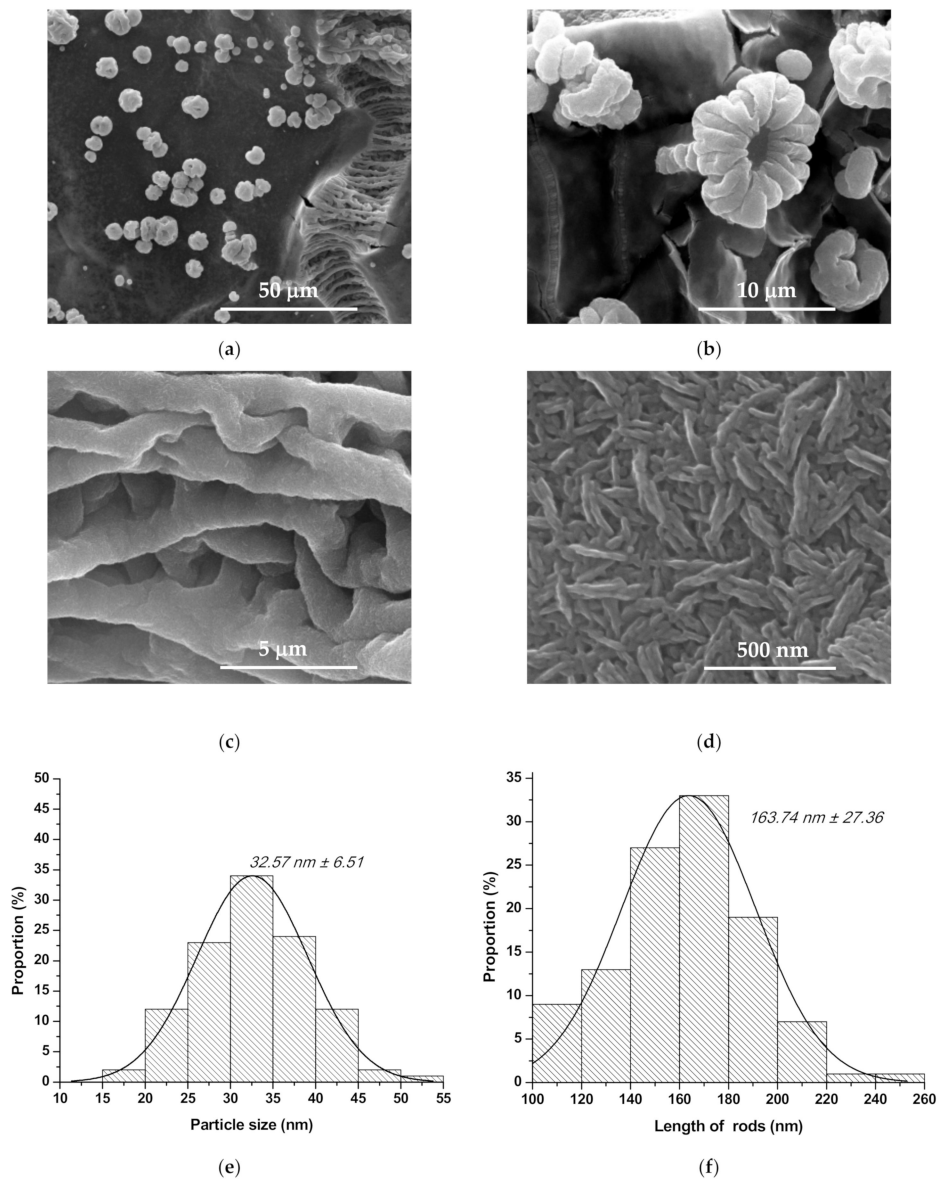 50 µm
10 µm
(a)
(b)
5 µm
500 nm
(c)
(d)
50
45
40
35
30
25
20
15
10
5
0
Proportion (%)
32.57 nm ± 6.51
10 15 20 25 30 35 40 45 50 55
Particle size (nm)
(e)
35
30
25
20
15
10
5
0
Proportion (%)
163.74 nm ± 27.36
100 120 140 160 180 200 220 240 260
Length of rods (nm)
(f)